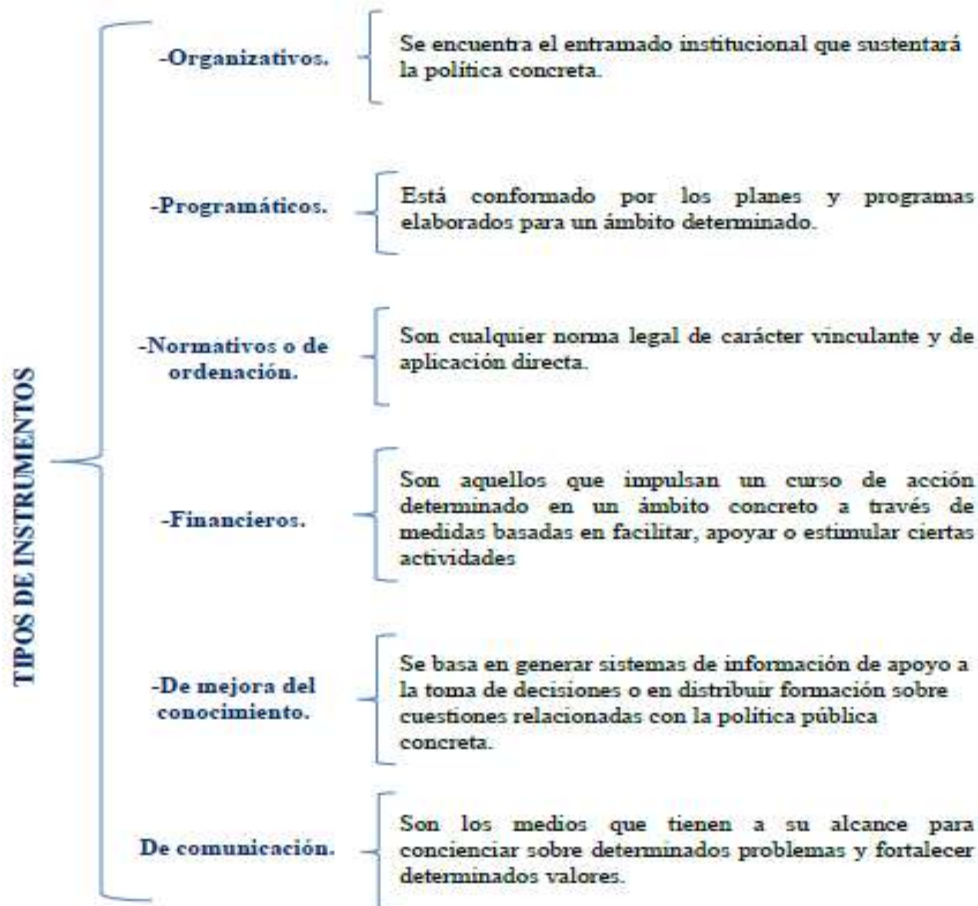 TIPOS DE INSTRUMENTOS
-Organizativos.
Se encuentra el entramado institucional que sustentará
la política concreta.
-Programáticos.
Está conformado por los planes y programas
elaborados para un ámbito determinado.
-Normativos o de
ordenación.
Son cualquier norma legal de carácter vinculante y de
aplicación directa.
-Financieros.
Son aquellos que impulsan un curso de acción
determinado en un ámbito concreto a través de
medidas basadas en facilitar, apoyar o estimular ciertas
actividades
-De mejora del
conocimiento.
Se basa en generar sistemas de información de apoyo a
la toma de decisiones o en distribuir formación sobre
cuestiones relacionadas con la política pública
concreta.
De comunicación.
Son los medios que tienen a su alcance para
concienciar sobre determinados problemas y fortalecer
determinados valores.